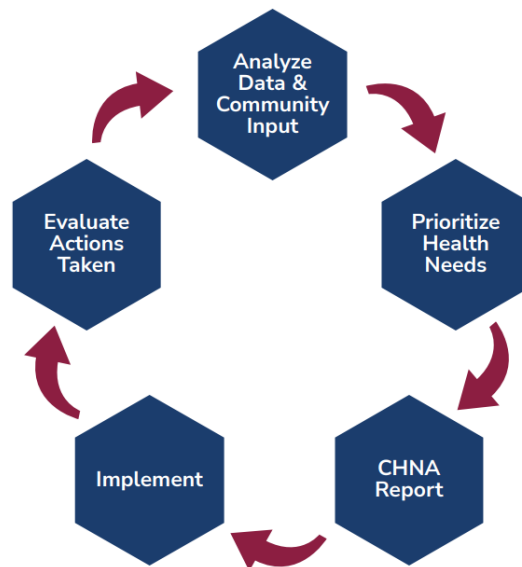 Analyze
Data &
Community
Input
Prioritize
Health
Needs
CHNA
Report
Implement
Evaluate
Actions
Taken